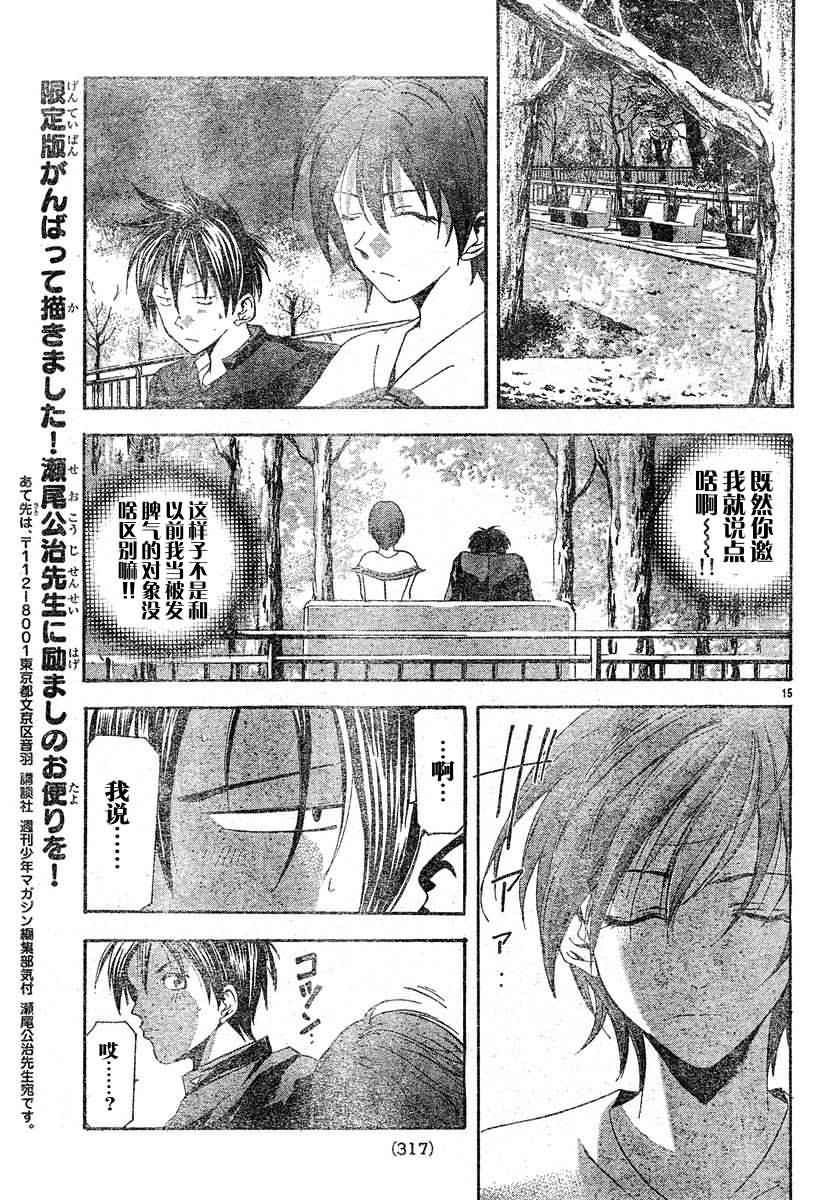 既然你邀
我就说点
啥啊～～!!
这样子不是和
以前我当被发
脾气的对象没
啥区别嘛!!
15
サァァ…
…啊…
我说……
コツン
哎……?
(317)
限定版がんばって描きました!瀬尾公治先生に励ましのお便りを!
げんていばん
か
せおこうじせんせい
はげ
たよ
あて先は、〒112-8001東京都文京区音羽 講談社 週刊少年マガジン編集部気付 瀬尾公治先生宛です。
さき